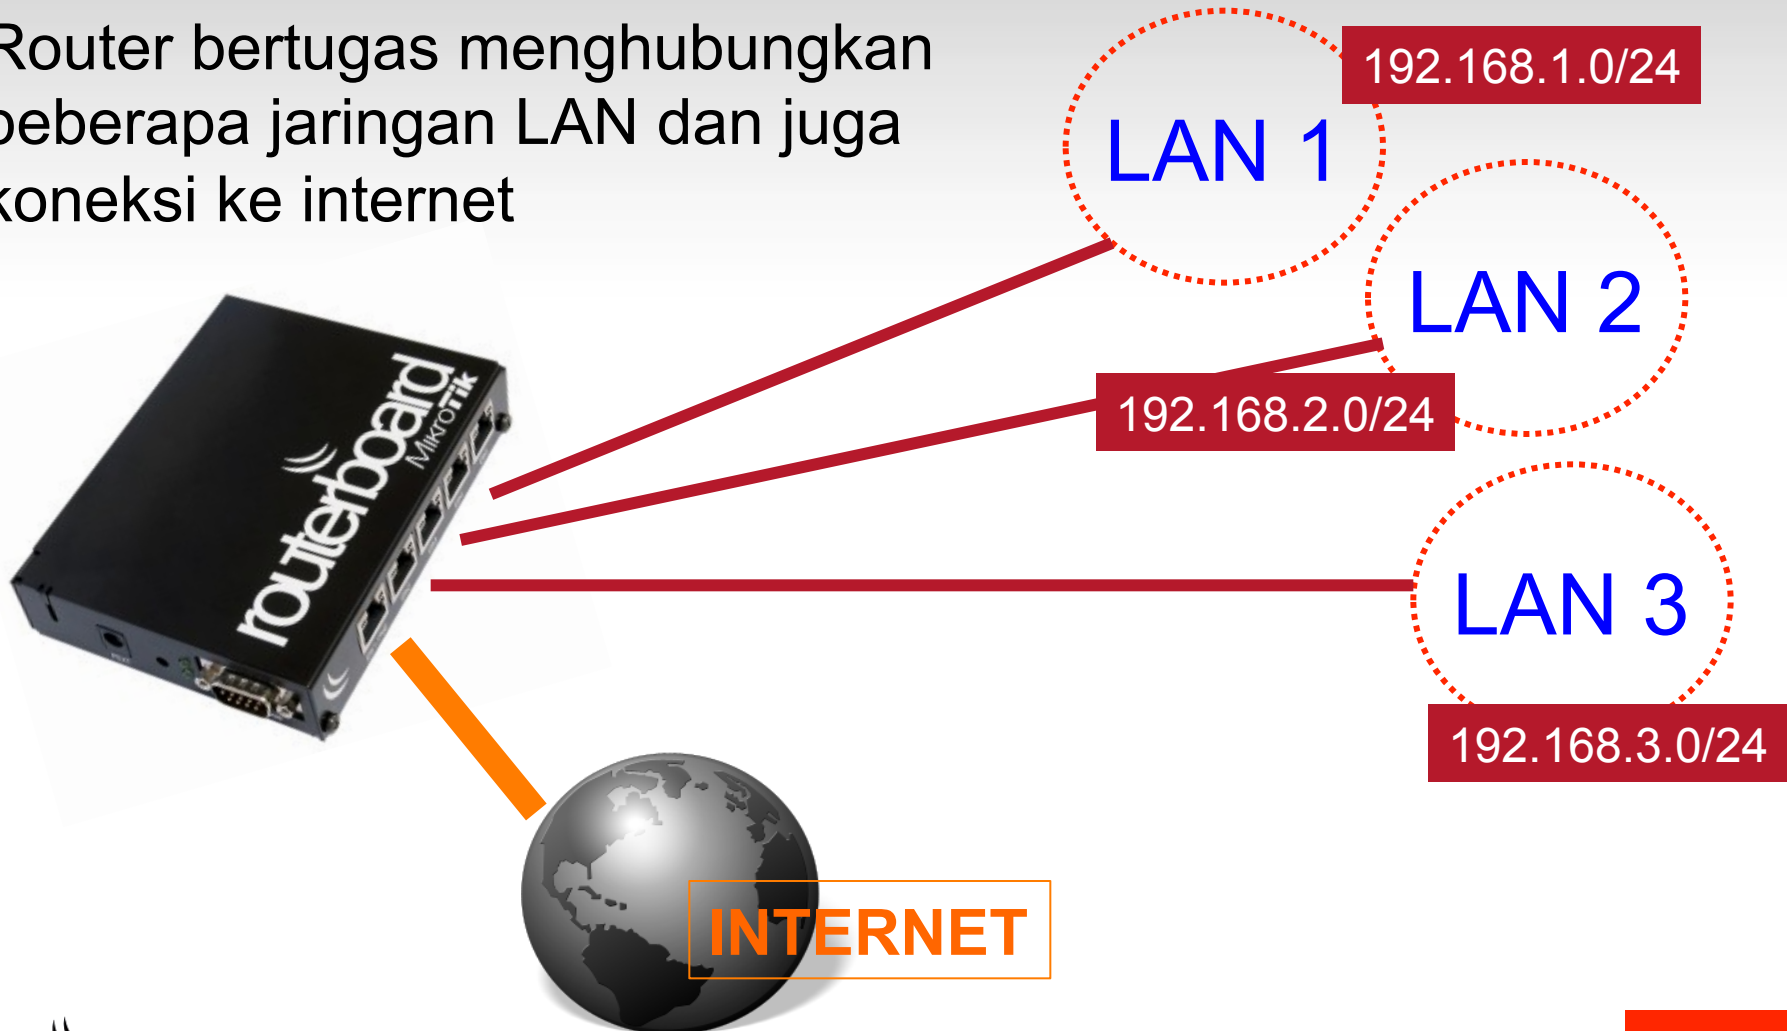 Router bertugas menghubungkan
beberapa jaringan LAN dan juga
koneksi ke internet
192.168.1.0/24
LAN 1
LAN 2
192.168.2.0/24
LAN 3
192.168.3.0/24
routerboard
MikroTik
INTERNET